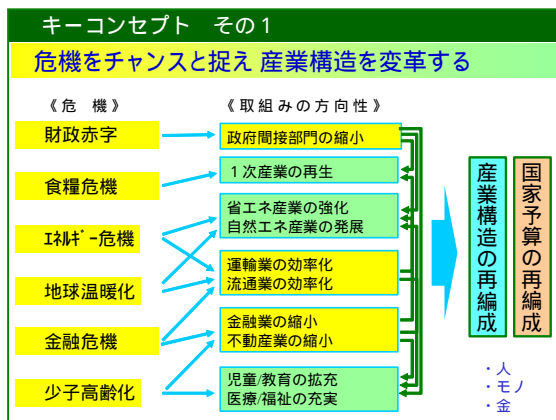 キーコンセプト その１
危機をチャンスと捉え 産業構造を変革する
《危 機》
《取組みの方向性》
財政赤字
食糧危機
エネルギー危機
地球温暖化
金融危機
少子高齢化
政府間接部門の縮小
１次産業の再生
省エネ産業の強化
自然エネ産業の発展
運輸業の効率化
流通業の効率化
金融業の縮小
不動産業の縮小
児童/教育の拡充
医療/福祉の充実
産業構造の再編成
国家予算の再編成
・人
・モノ
・金